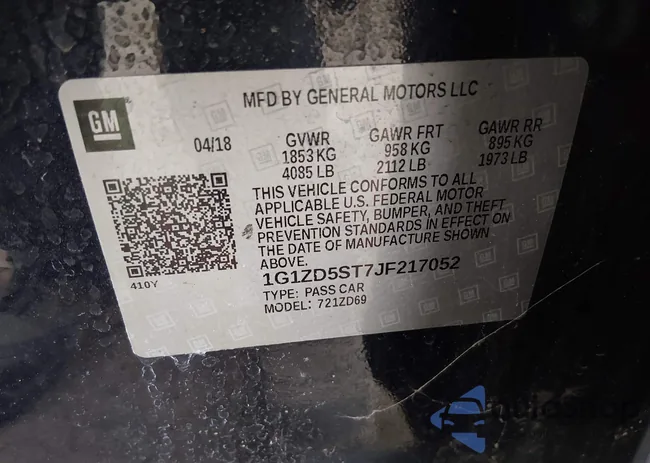 GM
MFD BY GENERAL MOTORS LLC
04/18 GVWR GAWR FRT GAWR RR
1853 KG 958 KG 895 KG
4085 LB 2112 LB 1973 LB
THIS VEHICLE CONFORMS TO ALL
APPLICABLE U.S. FEDERAL MOTOR
VEHICLE SAFETY, BUMPER, AND THEFT
PREVENTION STANDARDS IN EFFECT ON
THE DATE OF MANUFACTURE SHOWN
ABOVE.
410Y
1G1ZD5ST7JF217052
TYPE: PASS CAR
MODEL: 721ZD69
autoshop